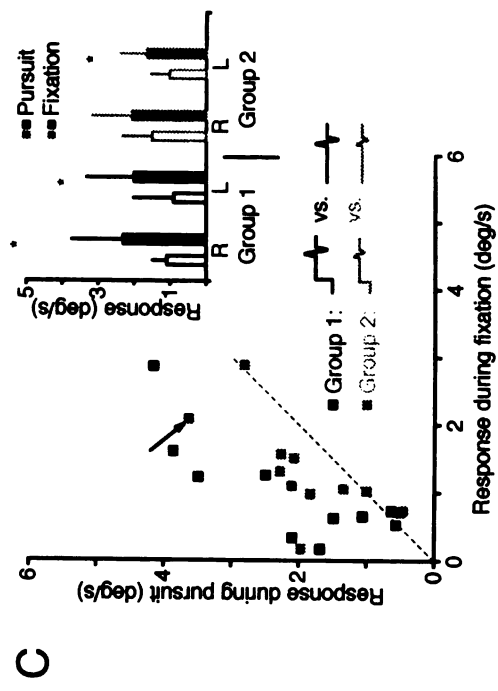 C
Response during pursuit (deg/s)
6
4
2
0
0
2
4
6
Response during fixation (deg/s)
Group 1: vs.
Group 2: vs.
Response (deg/s)
5
3
1
Pursuit
Fixation
* * *
R L R L
Group 1 Group 2